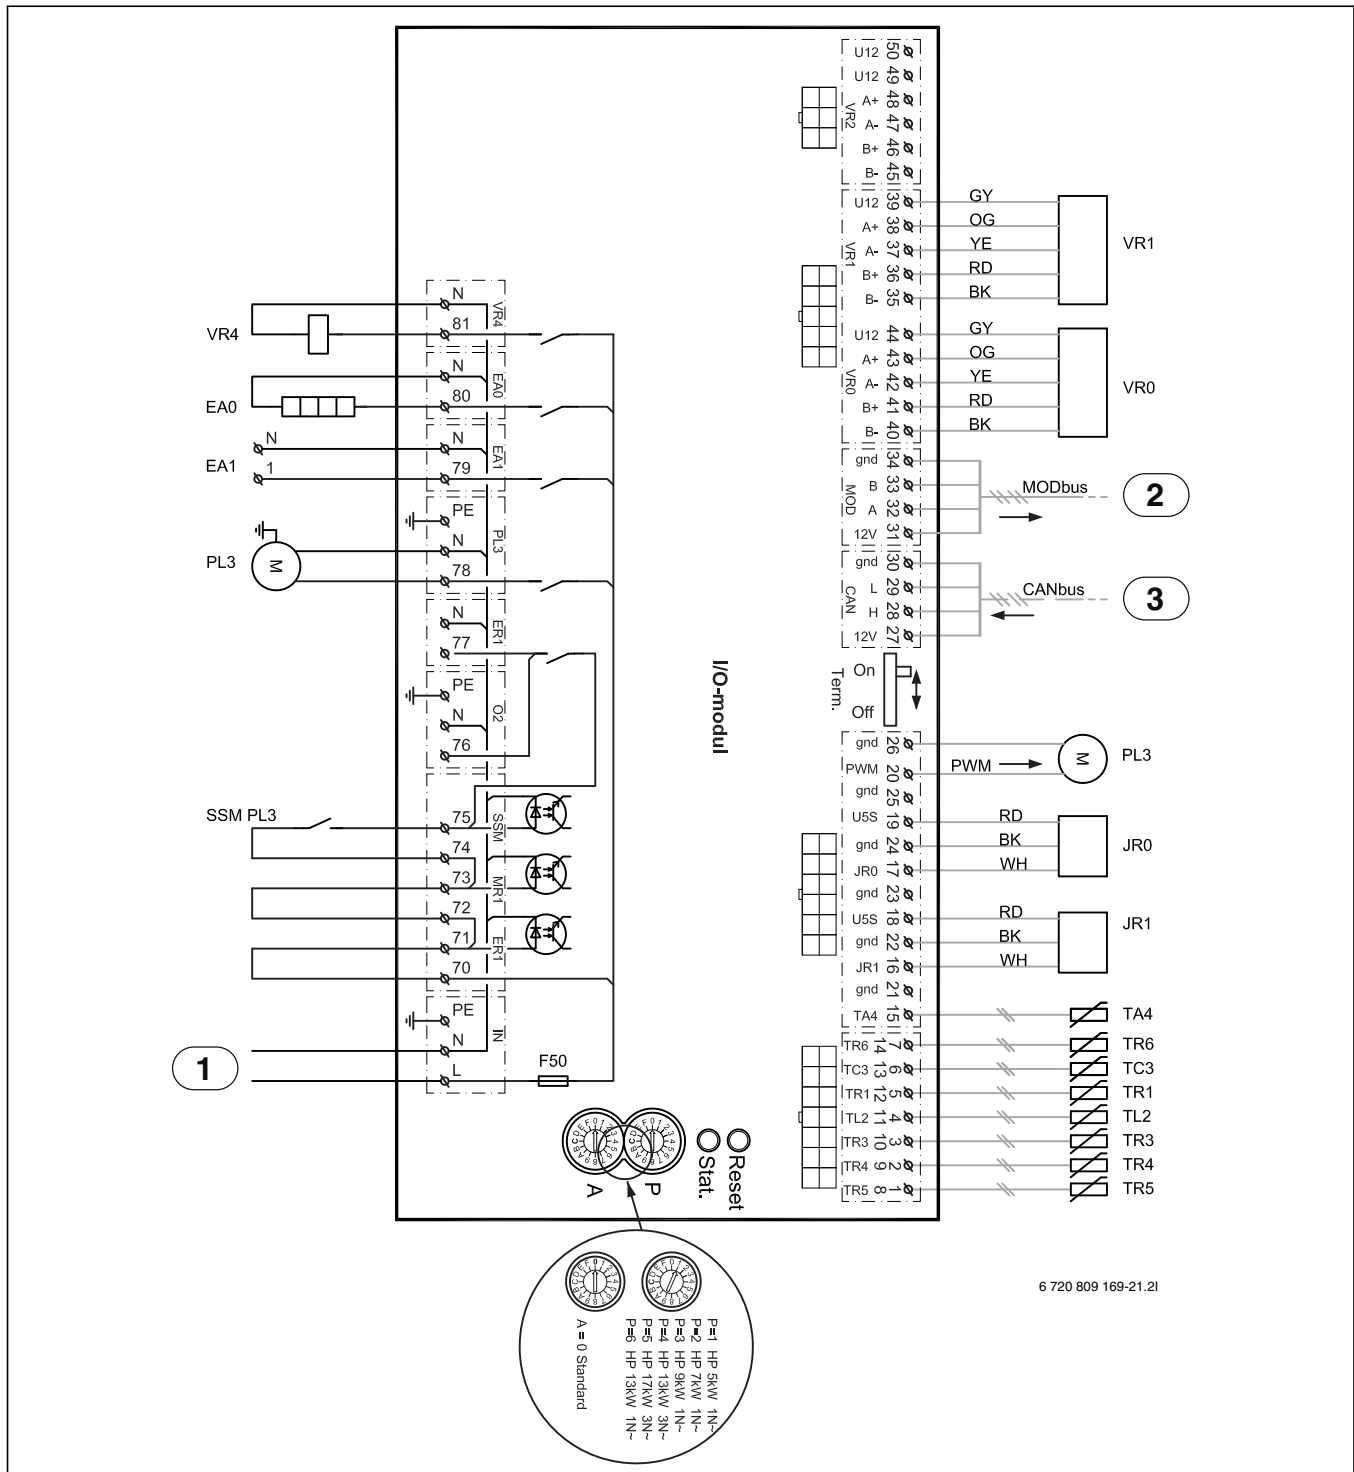 VR4
EA0
N
EA1
1
PL3
M
SSM PL3
1
N
81
VR4
N
80
EA0
N
79
EA1
PE
N
78
PL3
N
77
ER1
PE
N
76
O2
75
SSM
74
73
MR1
72
71
ER1
70
PE
N
L
IN
F50
I/O-modul
U12 50
U12 49
A+ 48
A- 47
B+ 46
B- 45
VR2
U12 39 GY
A+ 38 OG
A- 37 YE
B+ 36 RD
B- 35 BK
VR1
VR1
U12 44 GY
A+ 43 OG
A- 42 YE
B+ 41 RD
B- 40 BK
VR0
VR0
gnd 34
B 33
A 32
12V 31
MOD
MODbus
2
gnd 30
L 29
H 28
12V 27
CAN
CANbus
3
On
Off
Term.
gnd 26
PWM 20 PWM
M
PL3
gnd 25
U5S 19 RD
gnd 24 BK
JR0 17 WH
JR0
gnd 23
U5S 18 RD
gnd 22 BK
JR1 16 WH
JR1
gnd 21
TA4 15 TA4
TR6 14 7 TR6
TC3 13 6 TC3
TR1 12 5 TR1
TL2 11 4 TL2
TR3 10 3 TR3
TR4 9 2 TR4
TR5 8 1 TR5
0123456789ABCDEF
0123456789ABCDEF
A
P
Stat.
Reset
0123456789ABCDEF
0123456789ABCDEF
P=1 HP 5kW 1N~
P=2 HP 7kW 1N~
P=3 HP 9kW 1N~
P=4 HP 13kW 3N~
P=5 HP 17kW 3N~
P=6 HP 13kW 1N~
A = 0 Standard
6 720 809 169-21.2I